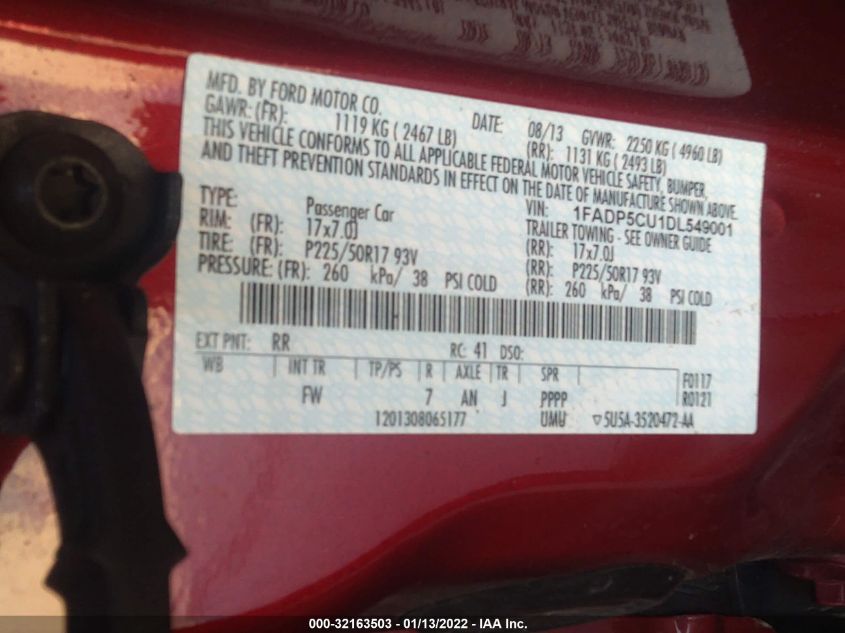 MFD. BY FORD MOTOR CO. DATE: 08/13 GVWR: 2250 KG ( 4960 LB)
GAWR: (FR): 1119 KG ( 2467 LB) (RR): 1131 KG ( 2493 LB)
THIS VEHICLE CONFORMS TO ALL APPLICABLE FEDERAL MOTOR VEHICLE SAFETY, BUMPER,
AND THEFT PREVENTION STANDARDS IN EFFECT ON THE DATE OF MANUFACTURE SHOWN ABOVE.
VIN: 1FADP5CU1DL549001
TYPE: Passenger Car TRAILER TOWING - SEE OWNER GUIDE
RIM: (FR): 17x7.0J (RR): 17x7.0J
TIRE: (FR): P225/50R17 93V (RR): P225/50R17 93V
PRESSURE: (FR): 260 kPa/ 38 PSI COLD (RR): 260 kPa/ 38 PSI COLD
EXT PNT: RR RC: 41 DSO:
WB INT TR TP/PS R AXLE TR SPR F0117
FW 7 AN J PPPP R0121
1201308065177 UMU ▽5U5A-3520472-AA
000-32163503 - 01/13/2022 - IAA Inc.